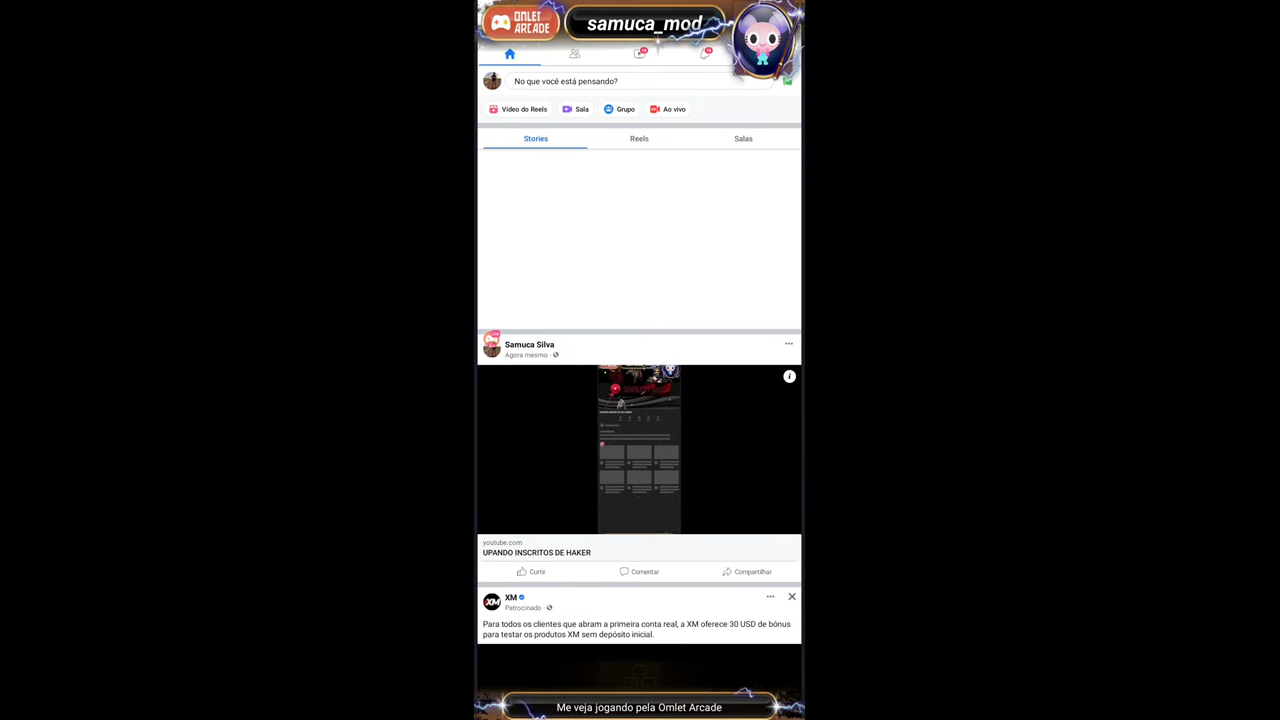 OMLET
ARCADE
samuca_mod
No que você está pensando?
Vídeo do Reels
Sala
Grupo
Ao vivo
Stories
Reels
Salas
Samuca Silva
Agora mesmo ·
youtube.com
UPANDO INSCRITOS DE HAKER
Curtir
Comentar
Compartilhar
XM
XM
Patrocinado ·
Para todos os clientes que abram a primeira conta real, a XM oferece 30 USD de bónus
para testar os produtos XM sem depósito inicial.
Me veja jogando pela Omlet Arcade